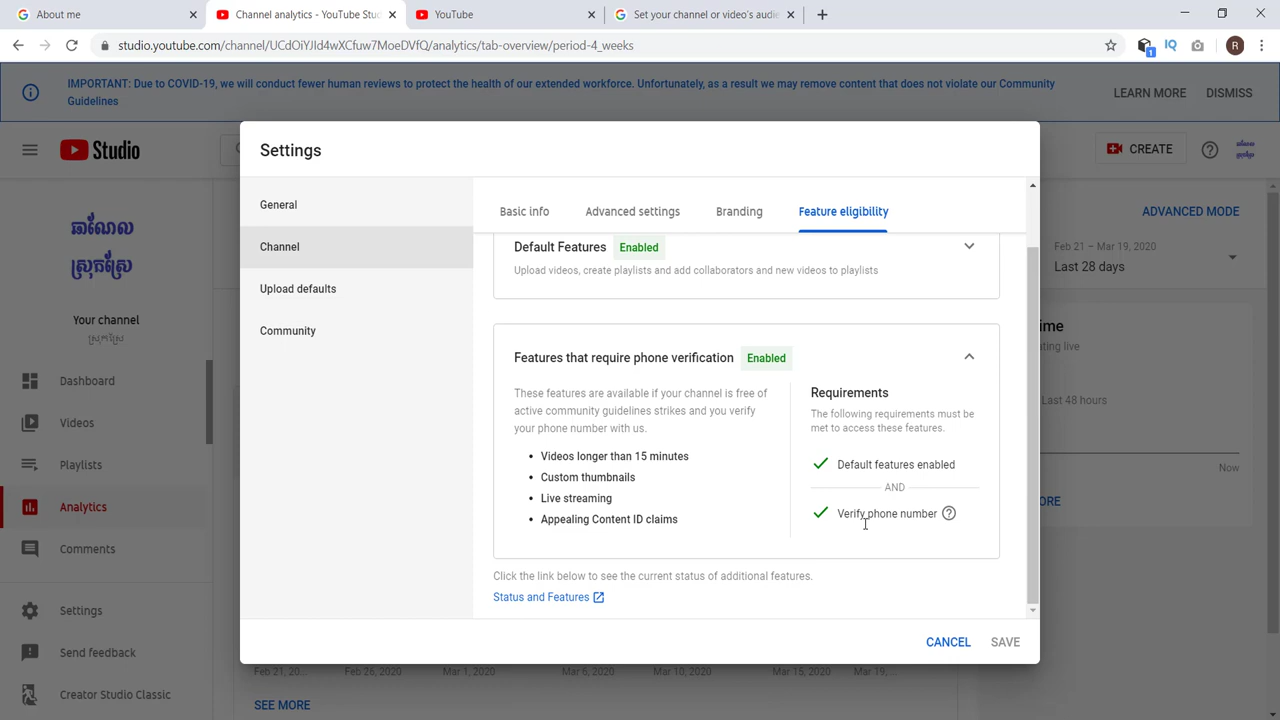 About me
Channel analytics - YouTube Stu
YouTube
Set your channel or video's audie
studio.youtube.com/channel/UCdOiYJId4wXCfuw7MoeDVfQ/analytics/tab-overview/period-4_weeks
1
IQ
R
IMPORTANT: Due to COVID-19, we will conduct fewer human reviews to protect the health of our extended workforce. Unfortunately, as a result we may remove content that does not violate our Community
Guidelines
LEARN MORE
DISMISS
Studio
CREATE
ឆាណែល
ស្រុកស្រែ
Your channel
ស្រុកស្រែ
Dashboard
Videos
Playlists
Analytics
Comments
Settings
Send feedback
Creator Studio Classic
ADVANCED MODE
Feb 21 – Mar 19, 2020
Last 28 days
ime
ating live
Last 48 hours
Now
ORE
Settings
General
Channel
Upload defaults
Community
Basic info
Advanced settings
Branding
Feature eligibility
Default Features
Enabled
Upload videos, create playlists and add collaborators and new videos to playlists
Features that require phone verification
Enabled
These features are available if your channel is free of
active community guidelines strikes and you verify
your phone number with us.
• Videos longer than 15 minutes
• Custom thumbnails
• Live streaming
• Appealing Content ID claims
Requirements
The following requirements must be
met to access these features.
Default features enabled
AND
Verify phone number
Click the link below to see the current status of additional features.
Status and Features
CANCEL
SAVE
Feb 21, 20...
Feb 26, 2020
Mar 1, 2020
Mar 6, 2020
Mar 10, 2020
Mar 15, 2020
Mar 19,...
SEE MORE